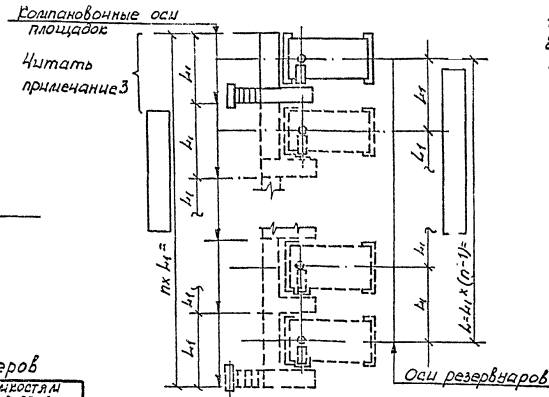 Компановочные оси
площадок
Читать
примечание 3
L1
L1
L1
L1
n x L1 =
L1
L1
L1
L1
L=L1*(n-1)=
Оси резервуаров
еров